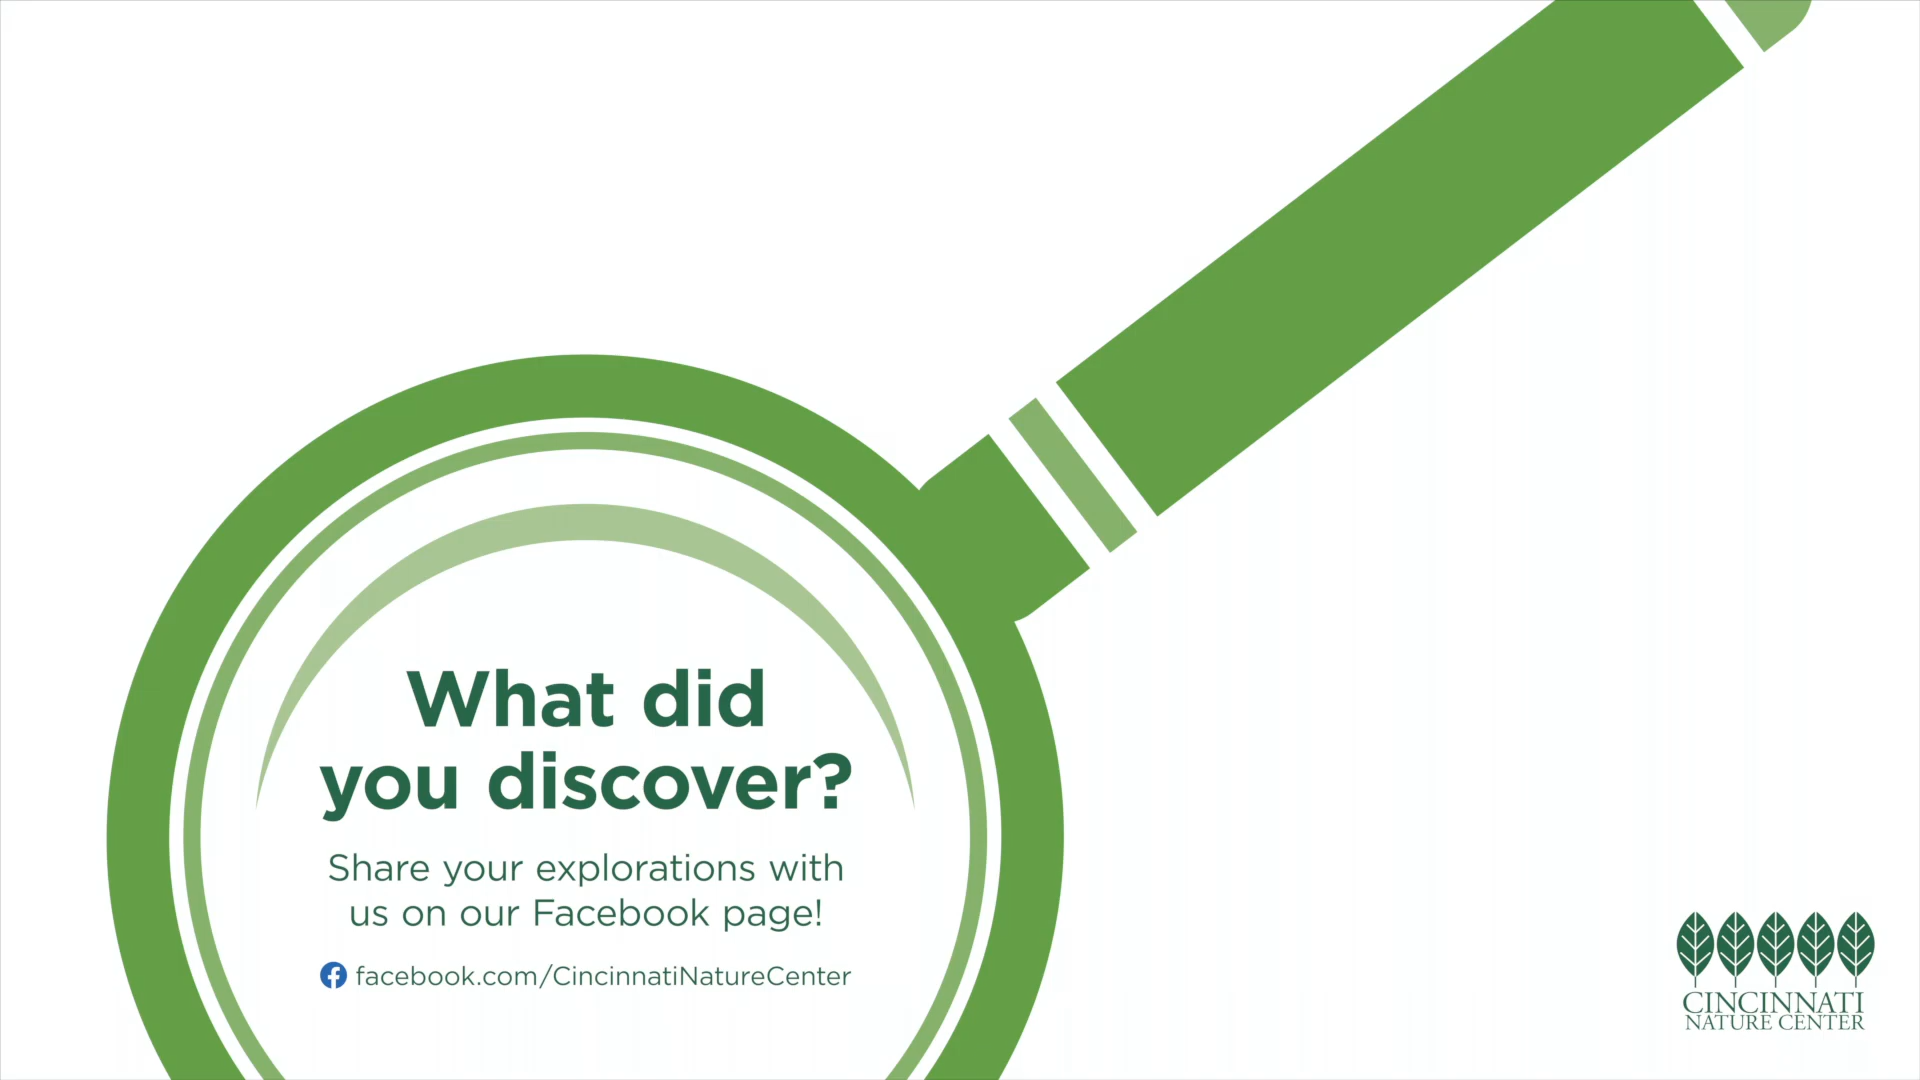 What did
you discover?
Share your explorations with
us on our Facebook page!
facebook.com/CincinnatiNatureCenter
CINCINNATI
NATURE CENTER